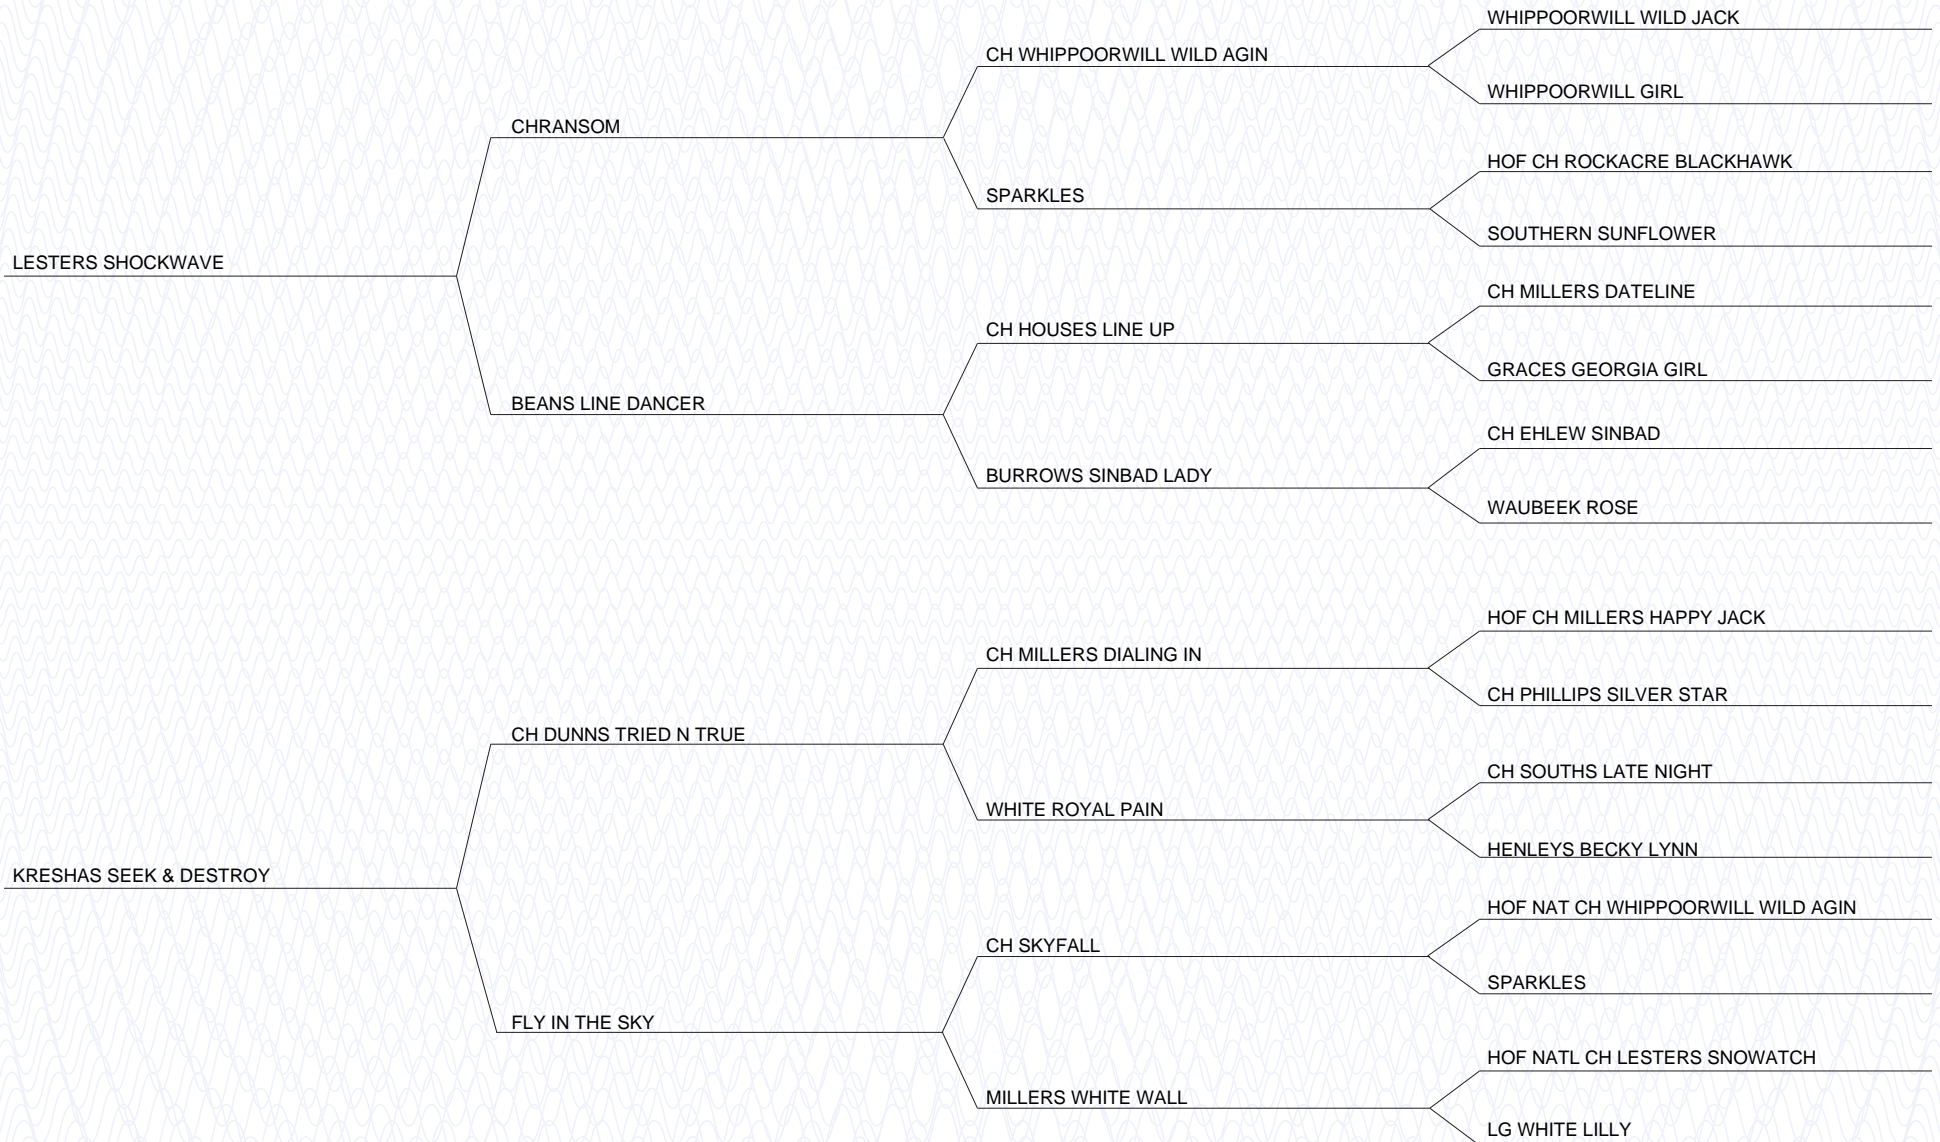 WHIPPOORWILL WILD JACK
CH WHIPPOORWILL WILD AGIN
WHIPPOORWILL GIRL
CHRANSOM
HOF CH ROCKACRE BLACKHAWK
SPARKLES
SOUTHERN SUNFLOWER
LESTERS SHOCKWAVE
CH MILLERS DATELINE
CH HOUSES LINE UP
GRACES GEORGIA GIRL
BEANS LINE DANCER
CH EHLEW SINBAD
BURROWS SINBAD LADY
WAUBEEK ROSE
HOF CH MILLERS HAPPY JACK
CH MILLERS DIALING IN
CH PHILLIPS SILVER STAR
CH DUNNS TRIED N TRUE
CH SOUTHS LATE NIGHT
WHITE ROYAL PAIN
HENLEYS BECKY LYNN
KRESHAS SEEK & DESTROY
HOF NAT CH WHIPPOORWILL WILD AGIN
CH SKYFALL
SPARKLES
FLY IN THE SKY
HOF NATL CH LESTERS SNOWATCH
MILLERS WHITE WALL
LG WHITE LILLY